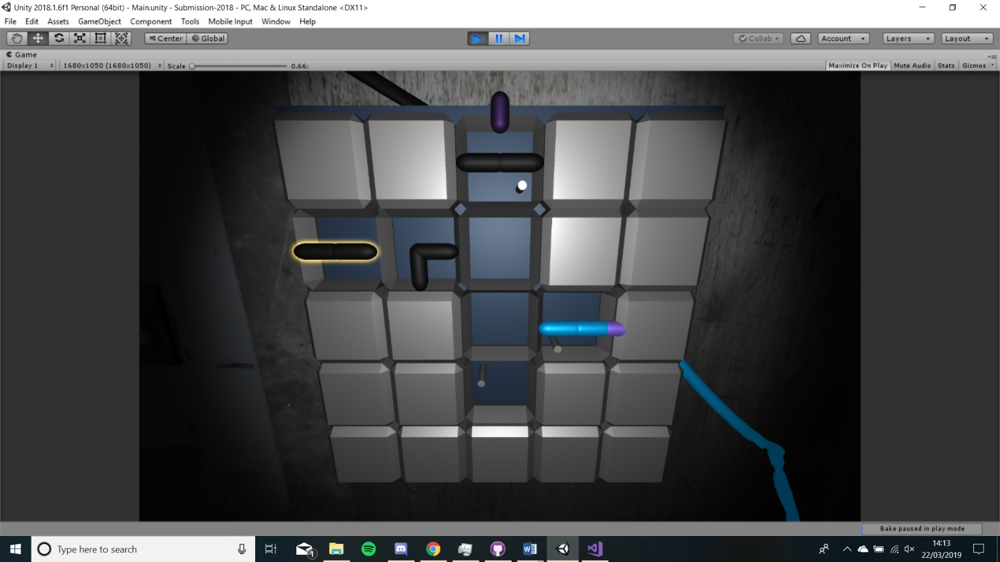 Unity 2018.1.6f1 Personal (64bit) - Main.unity - Submission-2018 - PC, Mac & Linux Standalone <DX11>
File Edit Assets GameObject Component Tools Mobile Input Window Help
Center Global Collab Account Layers Layout
Game
Display 1 1680x1050 (1680x1050) Scale 0.66: Maximize On Play Mute Audio Stats Gizmos
Bake paused in play mode
Type here to search
1
14:13
22/03/2019